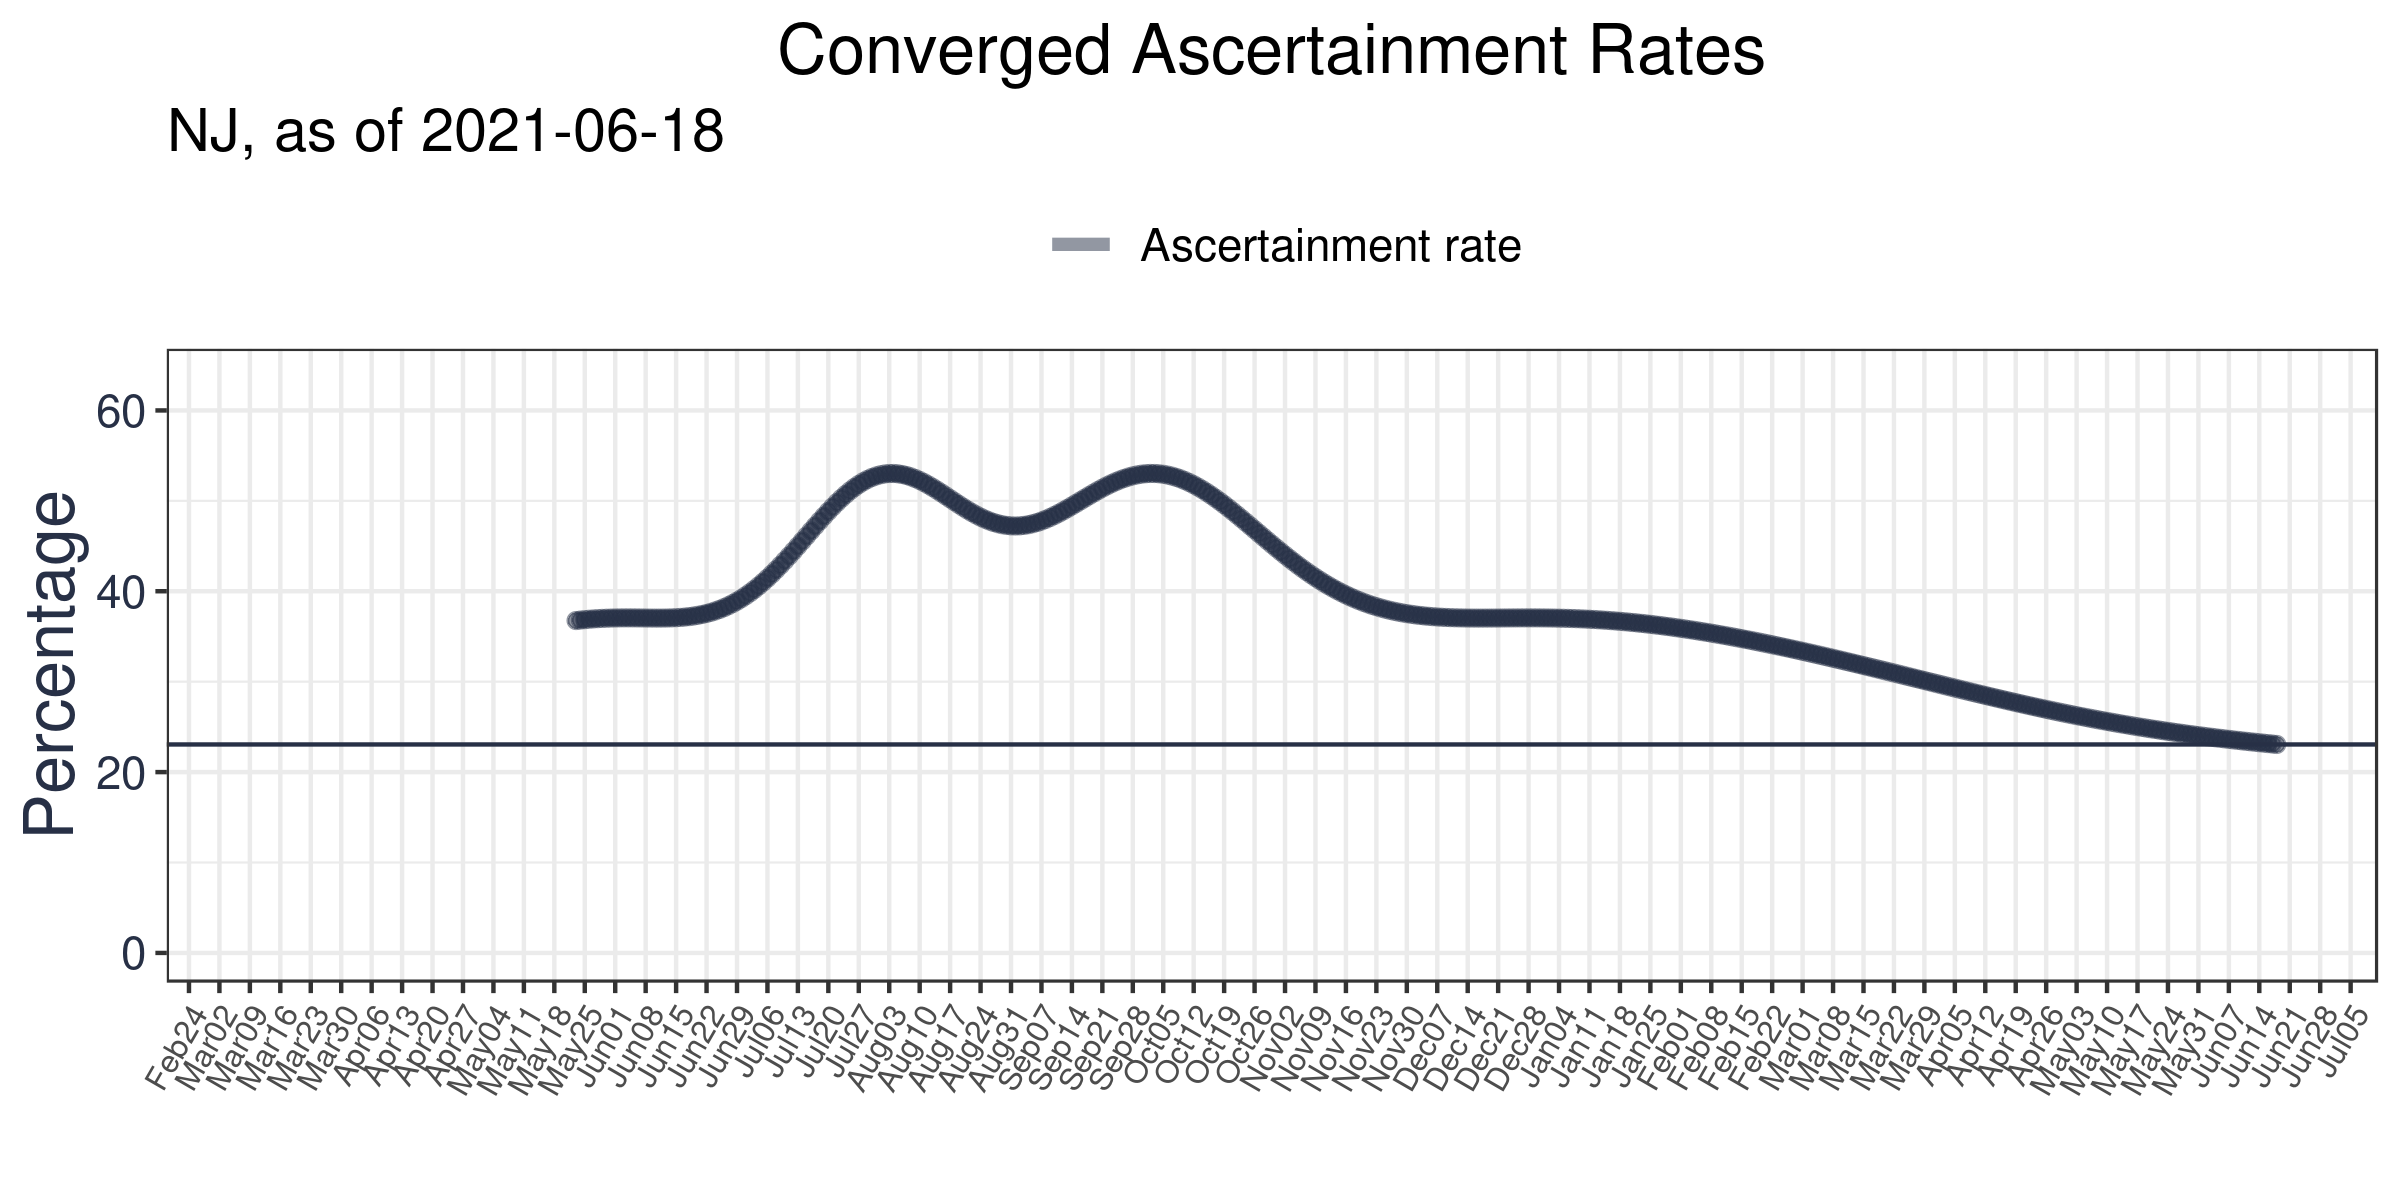 Converged Ascertainment Rates
NJ, as of 2021-06-18
Ascertainment rate
Percentage
60
40
20
0
Feb24
Mar02
Mar09
Mar16
Mar23
Mar30
Apr06
Apr13
Apr20
Apr27
May04
May11
May18
May25
Jun01
Jun08
Jun15
Jun22
Jun29
Jul06
Jul13
Jul20
Jul27
Aug03
Aug10
Aug17
Aug24
Aug31
Sep07
Sep14
Sep21
Sep28
Oct05
Oct12
Oct19
Oct26
Nov02
Nov09
Nov16
Nov23
Nov30
Dec07
Dec14
Dec21
Dec28
Jan04
Jan11
Jan18
Jan25
Feb01
Feb08
Feb15
Feb22
Mar01
Mar08
Mar15
Mar22
Mar29
Apr05
Apr12
Apr19
Apr26
May03
May10
May17
May24
May31
Jun07
Jun14
Jun21
Jun28
Jul05